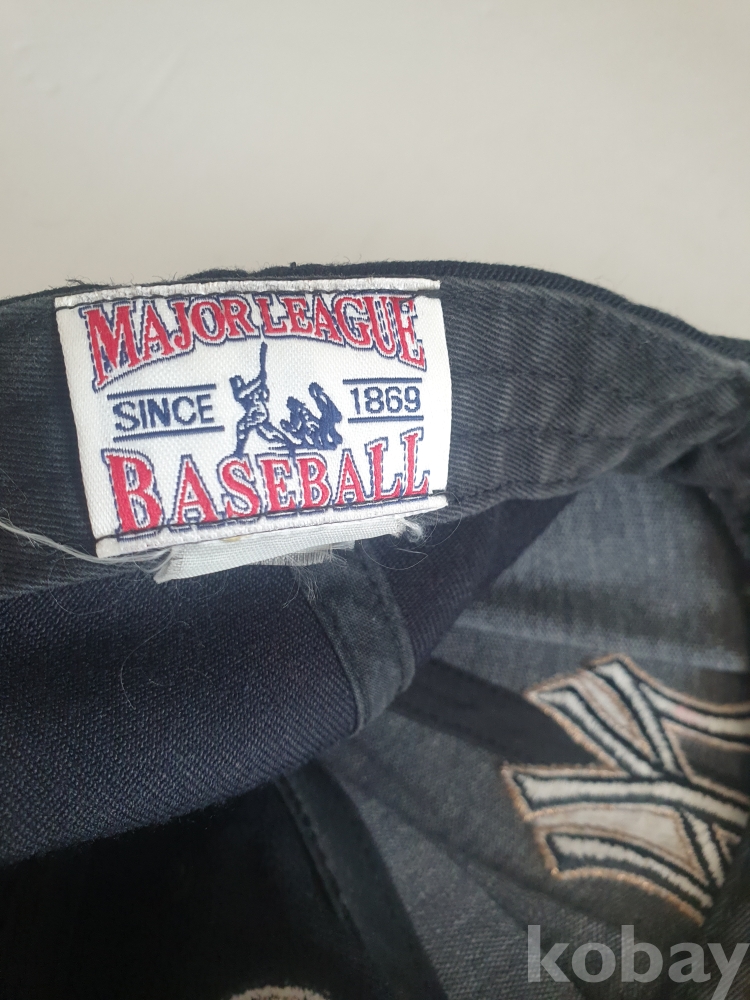 MAJOR LEAGUE
SINCE 1869
BASEBALL
kobay